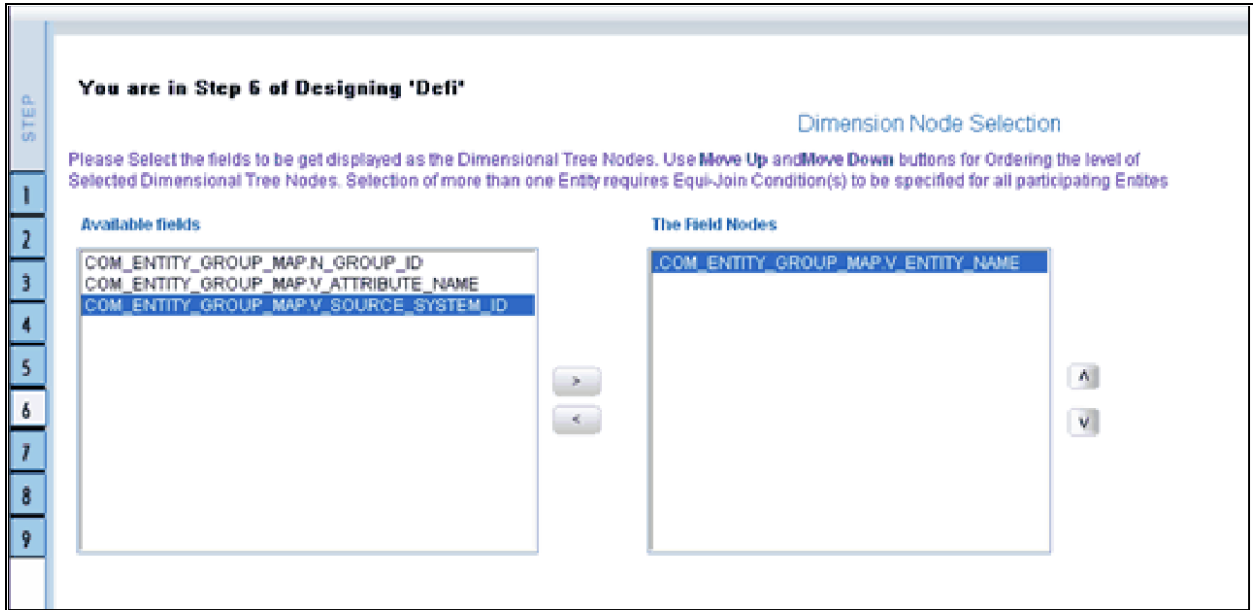 STEP
You are in Step 6 of Designing 'Defi'
Dimension Node Selection
Please Select the fields to be get displayed as the Dimensional Tree Nodes. Use Move Up andMove Down buttons for Ordering the level of
Selected Dimensional Tree Nodes. Selection of more than one Entity requires Equi-Join Condition(s) to be specified for all participating Entites
Available fields
The Field Nodes
COM_ENTITY_GROUP_MAP.N_GROUP_ID
COM_ENTITY_GROUP_MAP.V_ATTRIBUTE_NAME
COM_ENTITY_GROUP_MAP.V_SOURCE_SYSTEM_ID
.COM_ENTITY_GROUP_MAP.V_ENTITY_NAME
>
<
ʌ
v
1
2
3
4
5
6
7
8
9